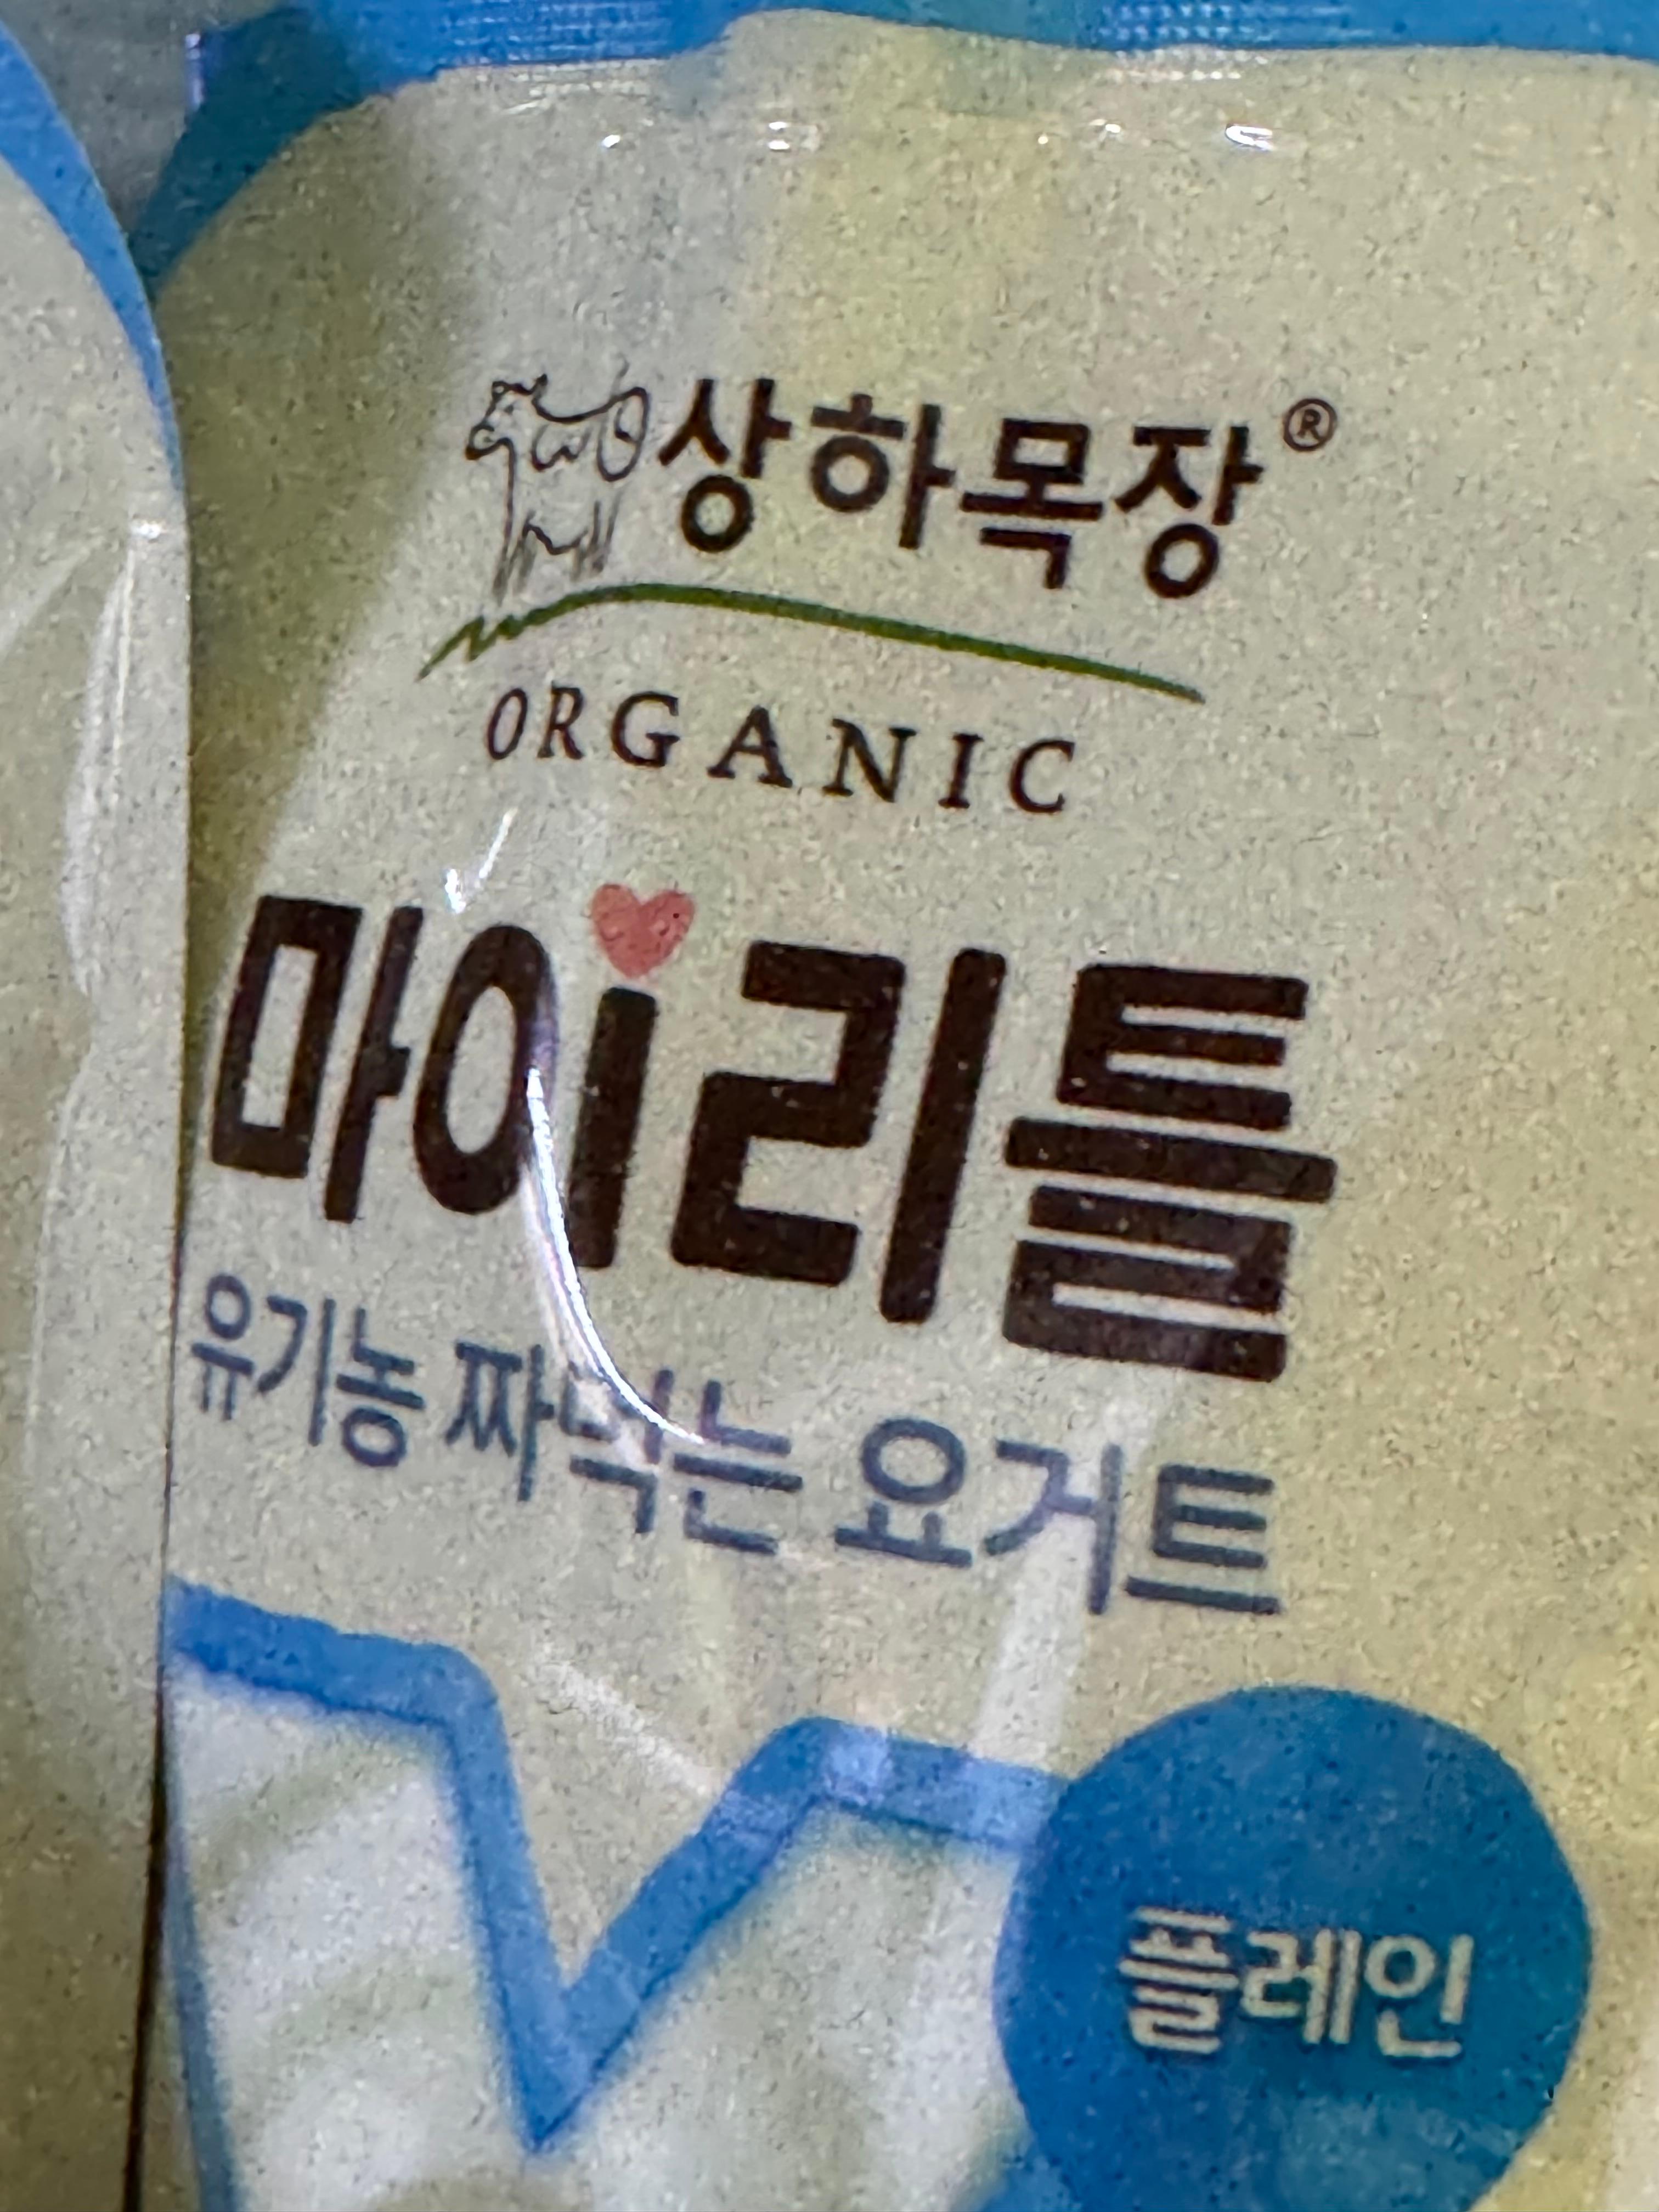 상하목장®
ORGANIC
마이리틀
유기농 짜먹는 요거트
플레인